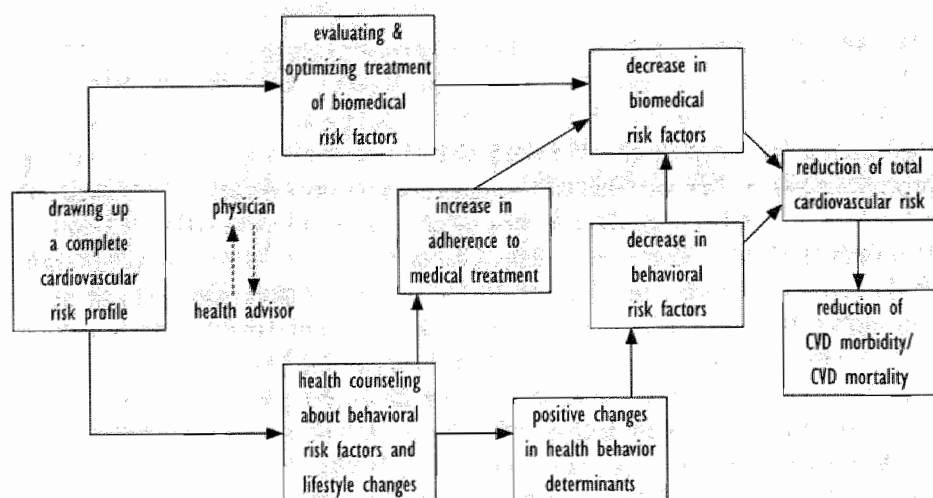 evaluating &
optimizing treatment
of biomedical
risk factors
decrease in
biomedical
risk factors
drawing up
a complete
cardiovascular
risk profile
physician
health advisor
increase in
adherence to
medical treatment
decrease in
behavioral
risk factors
reduction of total
cardiovascular risk
reduction of
CVD morbidity/
CVD mortality
health counseling
about behavioral
risk factors and
lifestyle changes
positive changes
in health behavior
determinants